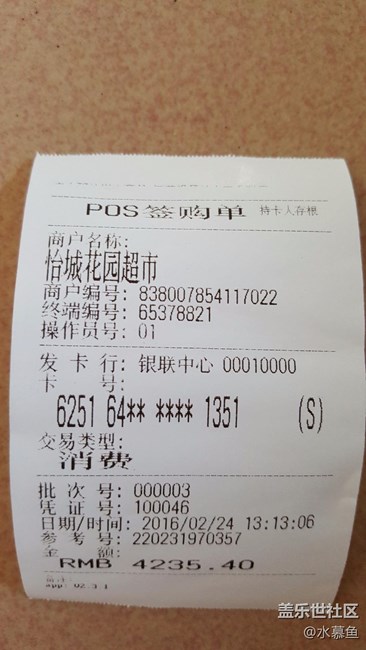 POS签购单 持卡人存根
商户名称:
怡城花园超市
商户编号: 838007854117022
终端编号: 65378821
操作员号: 01
发 卡 行: 银联中心 00010000
卡 号:
6251 64** **** 1351 (S)
交易类型:
消费
批 次 号: 000003
凭 证 号: 100046
日期/时间: 2016/02/24 13:13:06
参 考 号: 220231970357
金 额:
RMB 4235.40
app: 02.3.1
盖乐世社区
@水慕鱼